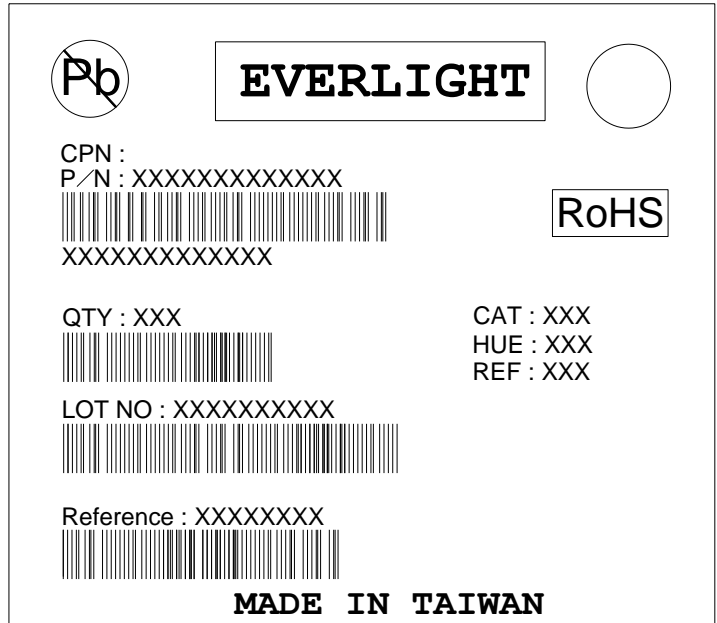 Pb
EVERLIGHT
CPN :
P/N : XXXXXXXXXXXXX
RoHS
XXXXXXXXXXXXX
QTY : XXX
CAT : XXX
HUE : XXX
REF : XXX
LOT NO : XXXXXXXXXX
Reference : XXXXXXXX
MADE IN TAIWAN